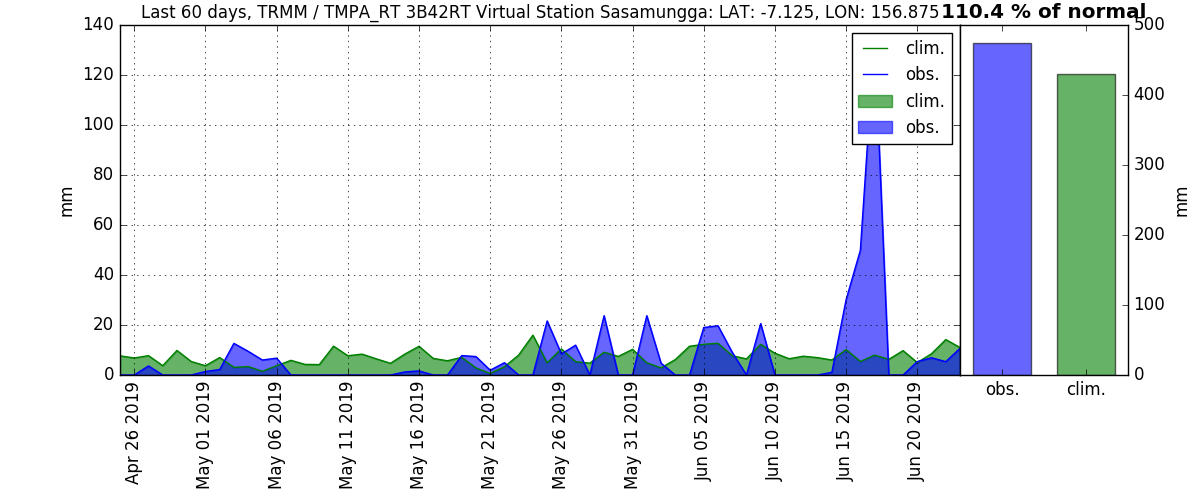 Last 60 days, TRMM / TMPA_RT 3B42RT Virtual Station Sasamungga: LAT: -7.125, LON: 156.875
110.4 % of normal
140
120
100
80
60
40
20
0
mm
clim.
obs.
clim.
obs.
500
400
300
200
100
0
mm
obs.
clim.
Apr 26 2019
May 01 2019
May 06 2019
May 11 2019
May 16 2019
May 21 2019
May 26 2019
May 31 2019
Jun 05 2019
Jun 10 2019
Jun 15 2019
Jun 20 2019